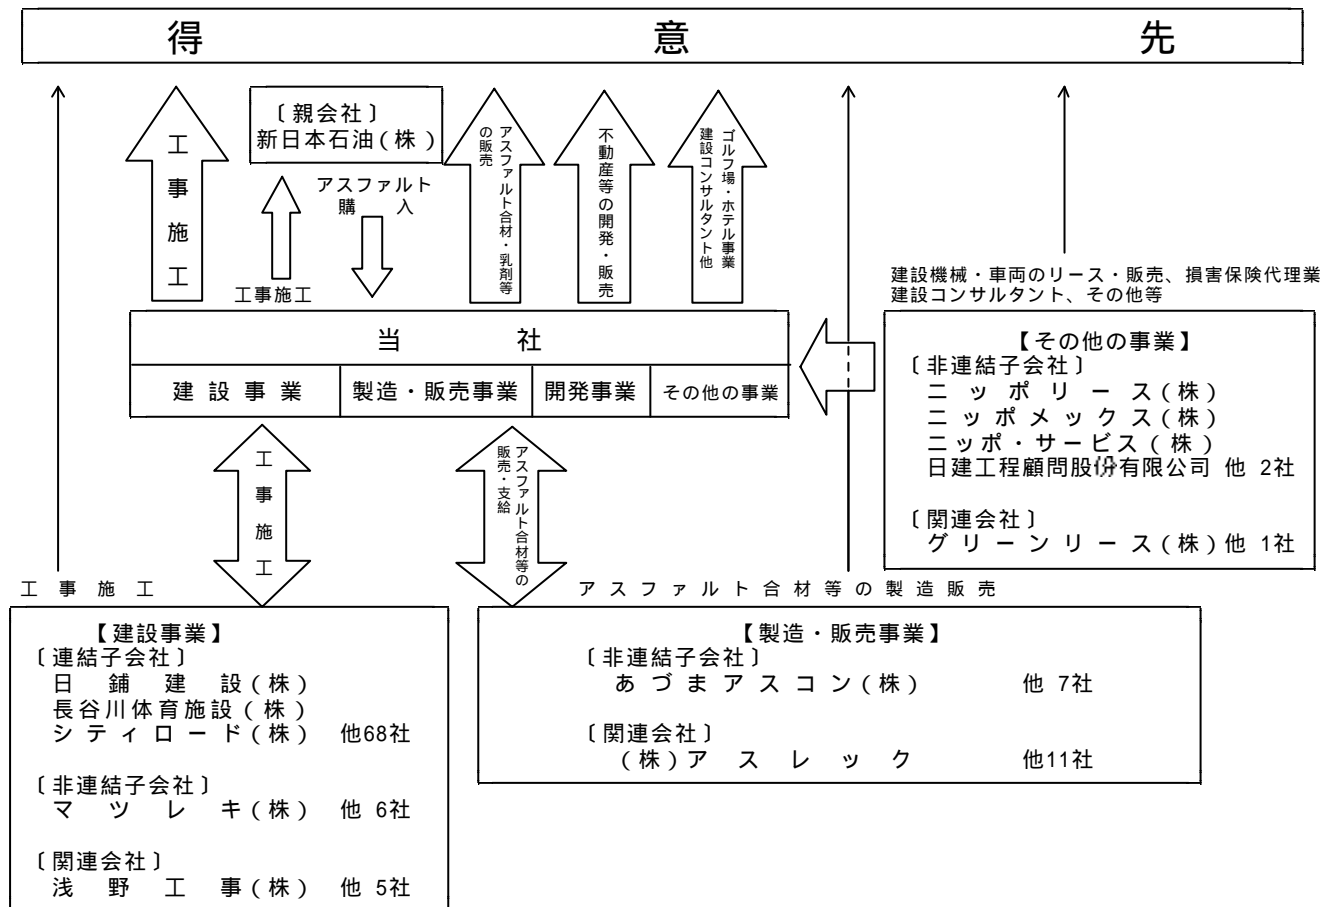 得意先
〔親会社〕
新日本石油(株)
工事施工
アスファルト
購入
工事施工
アスファルト合材・乳剤等
の販売
不動産等の開発・販売
ゴルフ場・ホテル事業
建設コンサルタント他
建設機械・車両のリース・販売、損害保険代理業
建設コンサルタント、その他等
当社
建設事業
製造・販売事業
開発事業
その他の事業
【その他の事業】
〔非連結子会社〕
ニッポリース(株)
ニッポメックス(株)
ニッポ・サービス(株)
日建工程顧問股份有限公司 他 2社
〔関連会社〕
グリーンリース(株)他 1社
工事施工
アスファルト合材等の
販売・支給
工事施工
アスファルト合材等の製造販売
【建設事業】
〔連結子会社〕
日鋪建設(株)
長谷川体育施設(株)
シティロード(株) 他68社
〔非連結子会社〕
マツレキ(株) 他 6社
〔関連会社〕
浅野工事(株) 他 5社
【製造・販売事業】
〔非連結子会社〕
あづまアスコン(株) 他 7社
〔関連会社〕
(株)アスレック 他11社